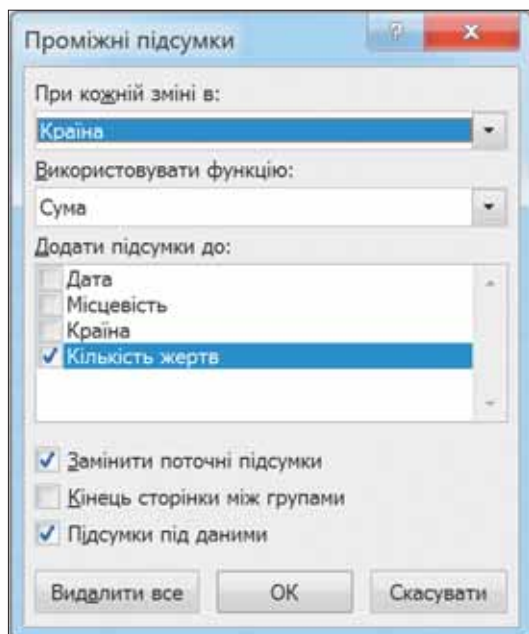 Проміжні підсумки
При кожній зміні в:
Країна
Використовувати функцію:
Сума
Додати підсумки до:
Дата
Місцевість
Країна
Кількість жертв
Замінити поточні підсумки
Кінець сторінки між групами
Підсумки під даними
Видалити все
ОК
Скасувати